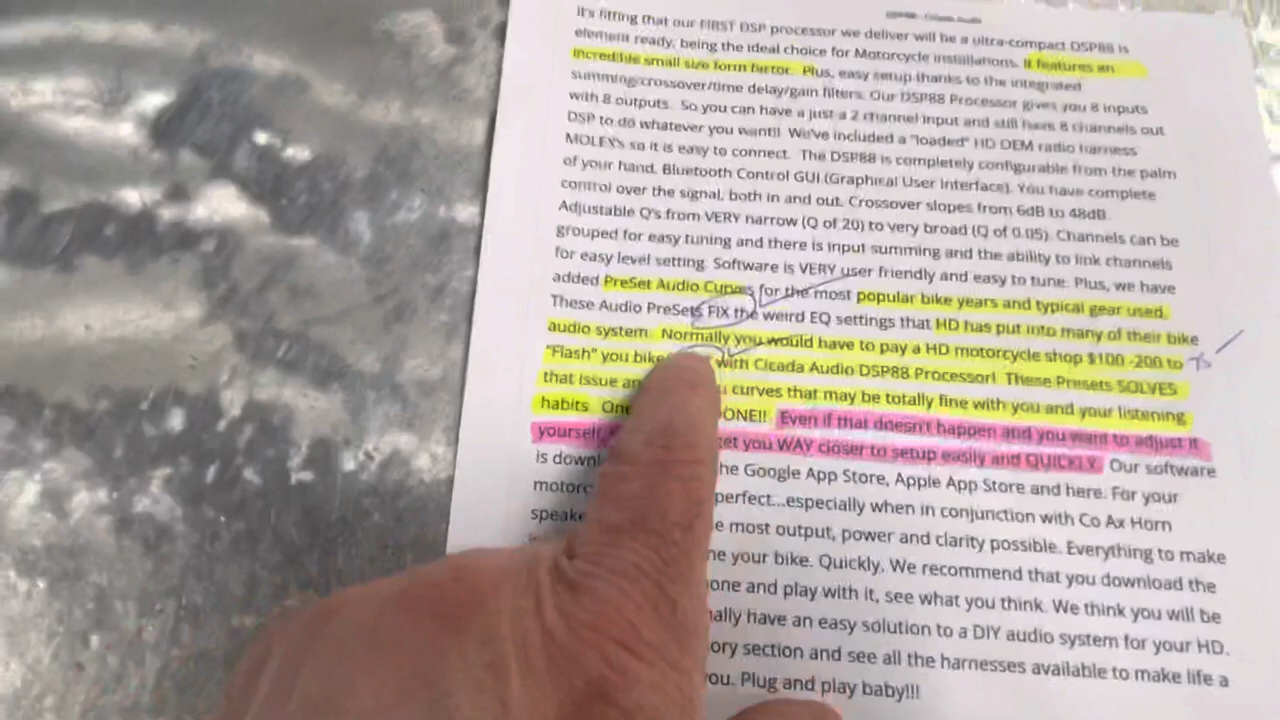 It's fitting that our FIRST DSP processor we deliver will be a ultra-compact DSP88 is
element ready, being the ideal choice for Motorcycle installations. It features an
incredible small size form factor. Plus, easy setup thanks to the integrated
summing/crossover/time delay/gain filters. Our DSP88 Processor gives you 8 inputs
with 8 outputs. So you can have a just a 2 channel input and still have 8 channels out
DSP to do whatever you want!! We've included a "loaded" HD OEM radio harness
MOLEX's so it is easy to connect. The DSP88 is completely configurable from the palm
of your hand. Bluetooth Control GUI (Graphical User Interface). You have complete
control over the signal, both in and out. Crossover slopes from 6dB to 48dB.
Adjustable Q's from VERY narrow (Q of 20) to very broad (Q of 0.05). Channels can be
grouped for easy tuning and there is input summing and the ability to link channels
for easy level setting. Software is VERY user friendly and easy to tune. Plus, we have
added PreSet Audio Curves for the most popular bike years and typical gear used.
These Audio PreSets FIX the weird EQ settings that HD has put into many of their bike
audio system. Normally you would have to pay a HD motorcycle shop $100 -200 to
"Flash" you bike with Cicada Audio DSP88 Processor! These Presets SOLVES
that issue an curves that may be totally fine with you and your listening
habits. One DONE!! Even if that doesn't happen and you want to adjust it
yourself, get you WAY closer to setup easily and QUICKLY. Our software
is downl he Google App Store, Apple App Store and here. For your
motorc perfect...especially when in conjunction with Co Ax Horn
speake e most output, power and clarity possible. Everything to make
ne your bike. Quickly. We recommend that you download the
one and play with it, see what you think. We think you will be
nally have an easy solution to a DIY audio system for your HD.
ory section and see all the harnesses available to make life a
you. Plug and play baby!!!